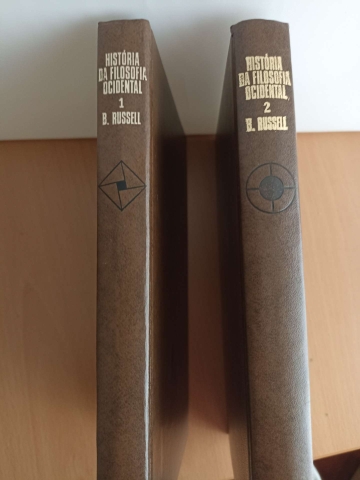 HISTÓRIA
DA FILOSOFIA
OCIDENTAL
1
B. RUSSELL
HISTÓRIA
DA FILOSOFIA
OCIDENTAL
2
B. RUSSELL